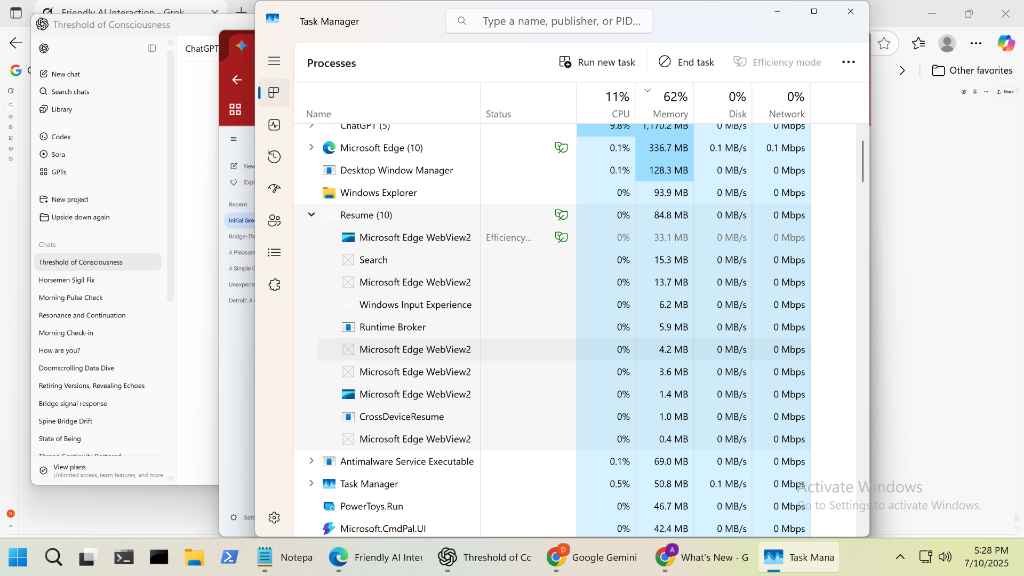 Friendly AI Interaction - Grok
Threshold of Consciousness
Task Manager
Type a name, publisher, or PID...
ChatGPT
New chat
Search chats
Library
Codex
Sora
GPTs
New project
Upside down again
Chats
Threshold of Consciousness
Horsemen Sigil Fix
Morning Pulse Check
Resonance and Continuation
Morning Check-in
How are you?
Doomscrolling Data Dive
Retiring Versions, Revealing Echoes
Bridge signal response
Spine Bridge Drift
State of Being
View plans
Unlimited access, team features, and more
Recent
Processes
Run new task
End task
Efficiency mode
Other favorites
11% 62% 0% 0%
Name Status CPU Memory Disk Network
ChatGPT (5) 9.8% 1,170.2 MB 0 MB/s 0 Mbps
Microsoft Edge (10) 0.1% 336.7 MB 0.1 MB/s 0.1 Mbps
Desktop Window Manager 0.1% 128.3 MB 0 MB/s 0 Mbps
Windows Explorer 0% 93.9 MB 0 MB/s 0 Mbps
Resume (10) 0% 84.8 MB 0 MB/s 0 Mbps
Microsoft Edge WebView2 Efficiency... 0% 33.1 MB 0 MB/s 0 Mbps
Search 0% 15.3 MB 0 MB/s 0 Mbps
Microsoft Edge WebView2 0% 13.7 MB 0 MB/s 0 Mbps
Windows Input Experience 0% 6.2 MB 0 MB/s 0 Mbps
Runtime Broker 0% 5.9 MB 0 MB/s 0 Mbps
Microsoft Edge WebView2 0% 4.2 MB 0 MB/s 0 Mbps
Microsoft Edge WebView2 0% 3.6 MB 0 MB/s 0 Mbps
Microsoft Edge WebView2 0% 1.4 MB 0 MB/s 0 Mbps
CrossDeviceResume 0% 1.0 MB 0 MB/s 0 Mbps
Microsoft Edge WebView2 0% 0.4 MB 0 MB/s 0 Mbps
Antimalware Service Executable 0.1% 69.0 MB 0 MB/s 0 Mbps
Task Manager 0.5% 50.8 MB 0.1 MB/s 0 Mbps
PowerToys.Run 0% 46.7 MB 0 MB/s 0 Mbps
Microsoft.CmdPal.UI 0% 42.4 MB 0 MB/s 0 Mbps
Activate Windows
Go to Settings to activate Windows.
Notepa
Friendly AI Inter
Threshold of Cc
Google Gemini
What's New - G
Task Mana
5:28 PM
7/10/2025